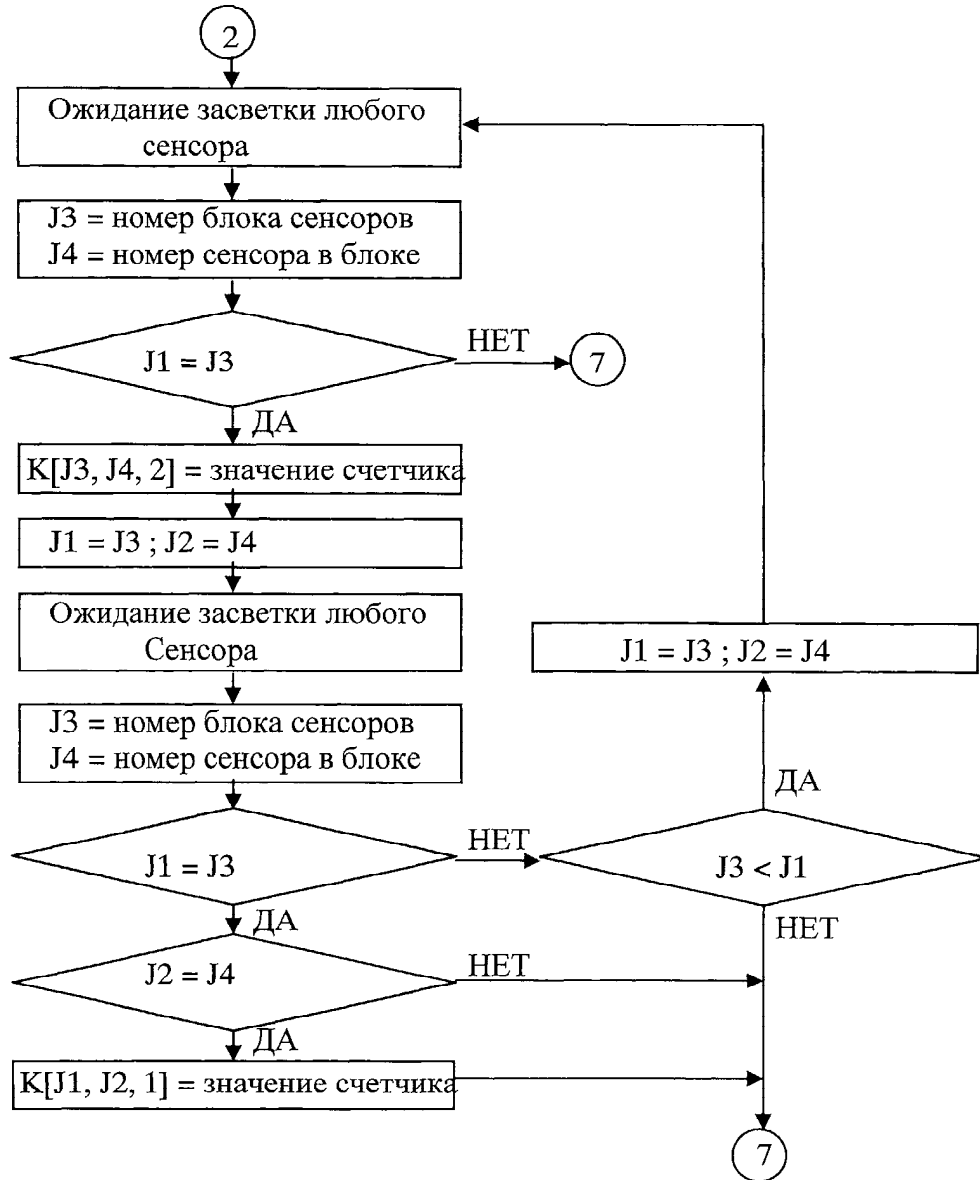 2
Ожидание засветки любого
сенсора
J3 = номер блока сенсоров
J4 = номер сенсора в блоке
J1 = J3
НЕТ
7
ДА
K[J3, J4, 2] = значение счетчика
J1 = J3 ; J2 = J4
Ожидание засветки любого
Сенсора
J1 = J3 ; J2 = J4
J3 = номер блока сенсоров
J4 = номер сенсора в блоке
ДА
J1 = J3
НЕТ
J3 < J1
ДА
НЕТ
J2 = J4
НЕТ
ДА
K[J1, J2, 1] = значение счетчика
7